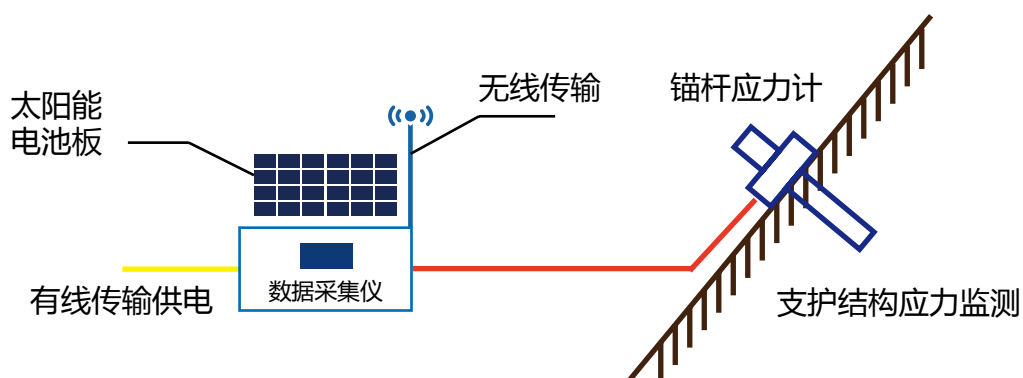 太阳能
电池板
无线传输
锚杆应力计
有线传输供电
数据采集仪
支护结构应力监测